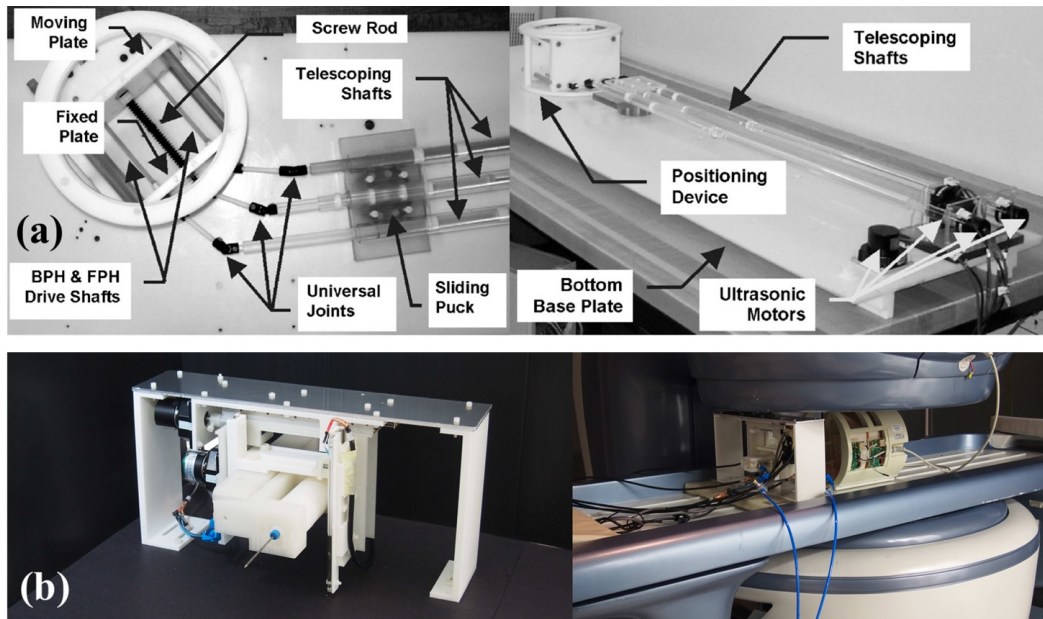 Moving
Plate
Screw Rod
Telescoping
Shafts
Fixed
Plate
(a)
BPH & FPH
Drive Shafts
Universal
Joints
Sliding
Puck
Telescoping
Shafts
Positioning
Device
Bottom
Base Plate
Ultrasonic
Motors
(b)